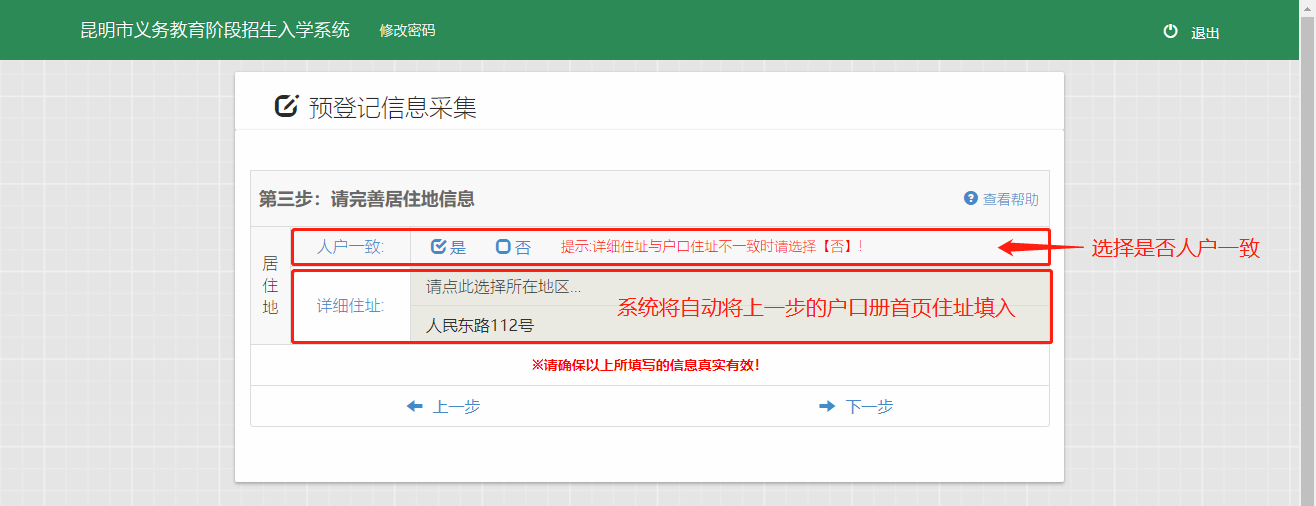 昆明市义务教育阶段招生入学系统 修改密码 退出
预登记信息采集
第三步：请完善居住地信息 查看帮助
居住地
人户一致: 是 否 提示:详细住址与户口住址不一致时请选择【否】！ 选择是否人户一致
详细住址: 请点此选择所在地区...
系统将自动将上一步的户口册首页住址填入
人民东路112号
※请确保以上所填写的信息真实有效！
上一步 下一步